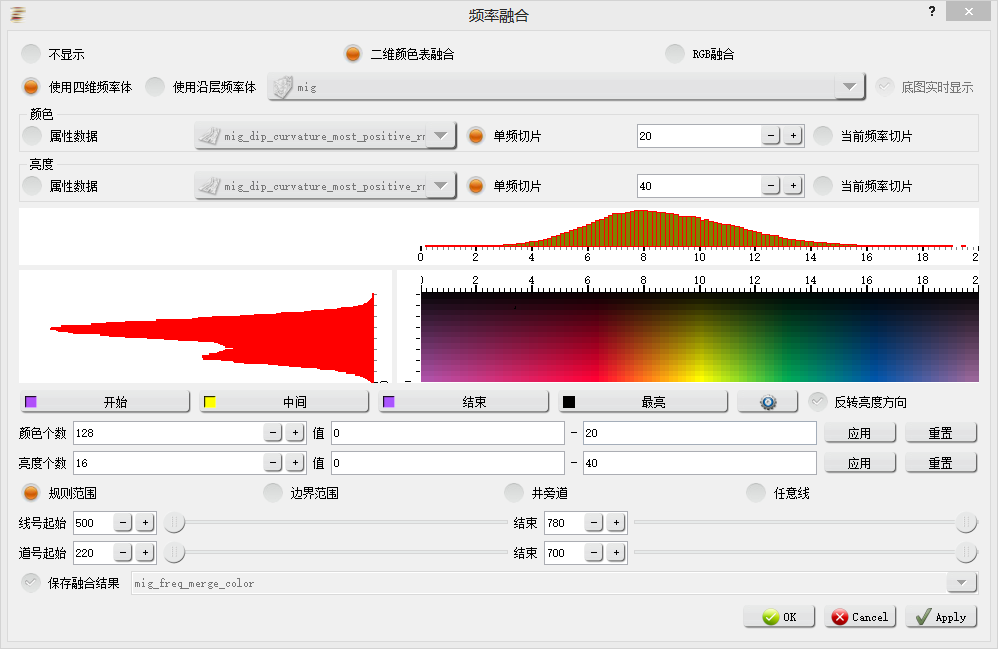 频率融合 ?
不显示 二维颜色表融合 RGB融合
使用四维频率体 使用沿层频率体 mig 底图实时显示
颜色
属性数据 mig_dip_curvature_most_positive_rr 单频切片 20 - + 当前频率切片
亮度
属性数据 mig_dip_curvature_most_positive_rr 单频切片 40 - + 当前频率切片
0 2 4 6 8 10 12 14 16 18 2
0 2 4 6 8 10 12 14 16 18 2
开始 中间 结束 最亮 反转亮度方向
颜色个数 128 - + 值 0 - 20 应用 重置
亮度个数 16 - + 值 0 - 40 应用 重置
规则范围 边界范围 井旁道 任意线
线号起始 500 - + 结束 780 - +
道号起始 220 - + 结束 700 - +
保存融合结果 mig_freq_merge_color
OK Cancel Apply